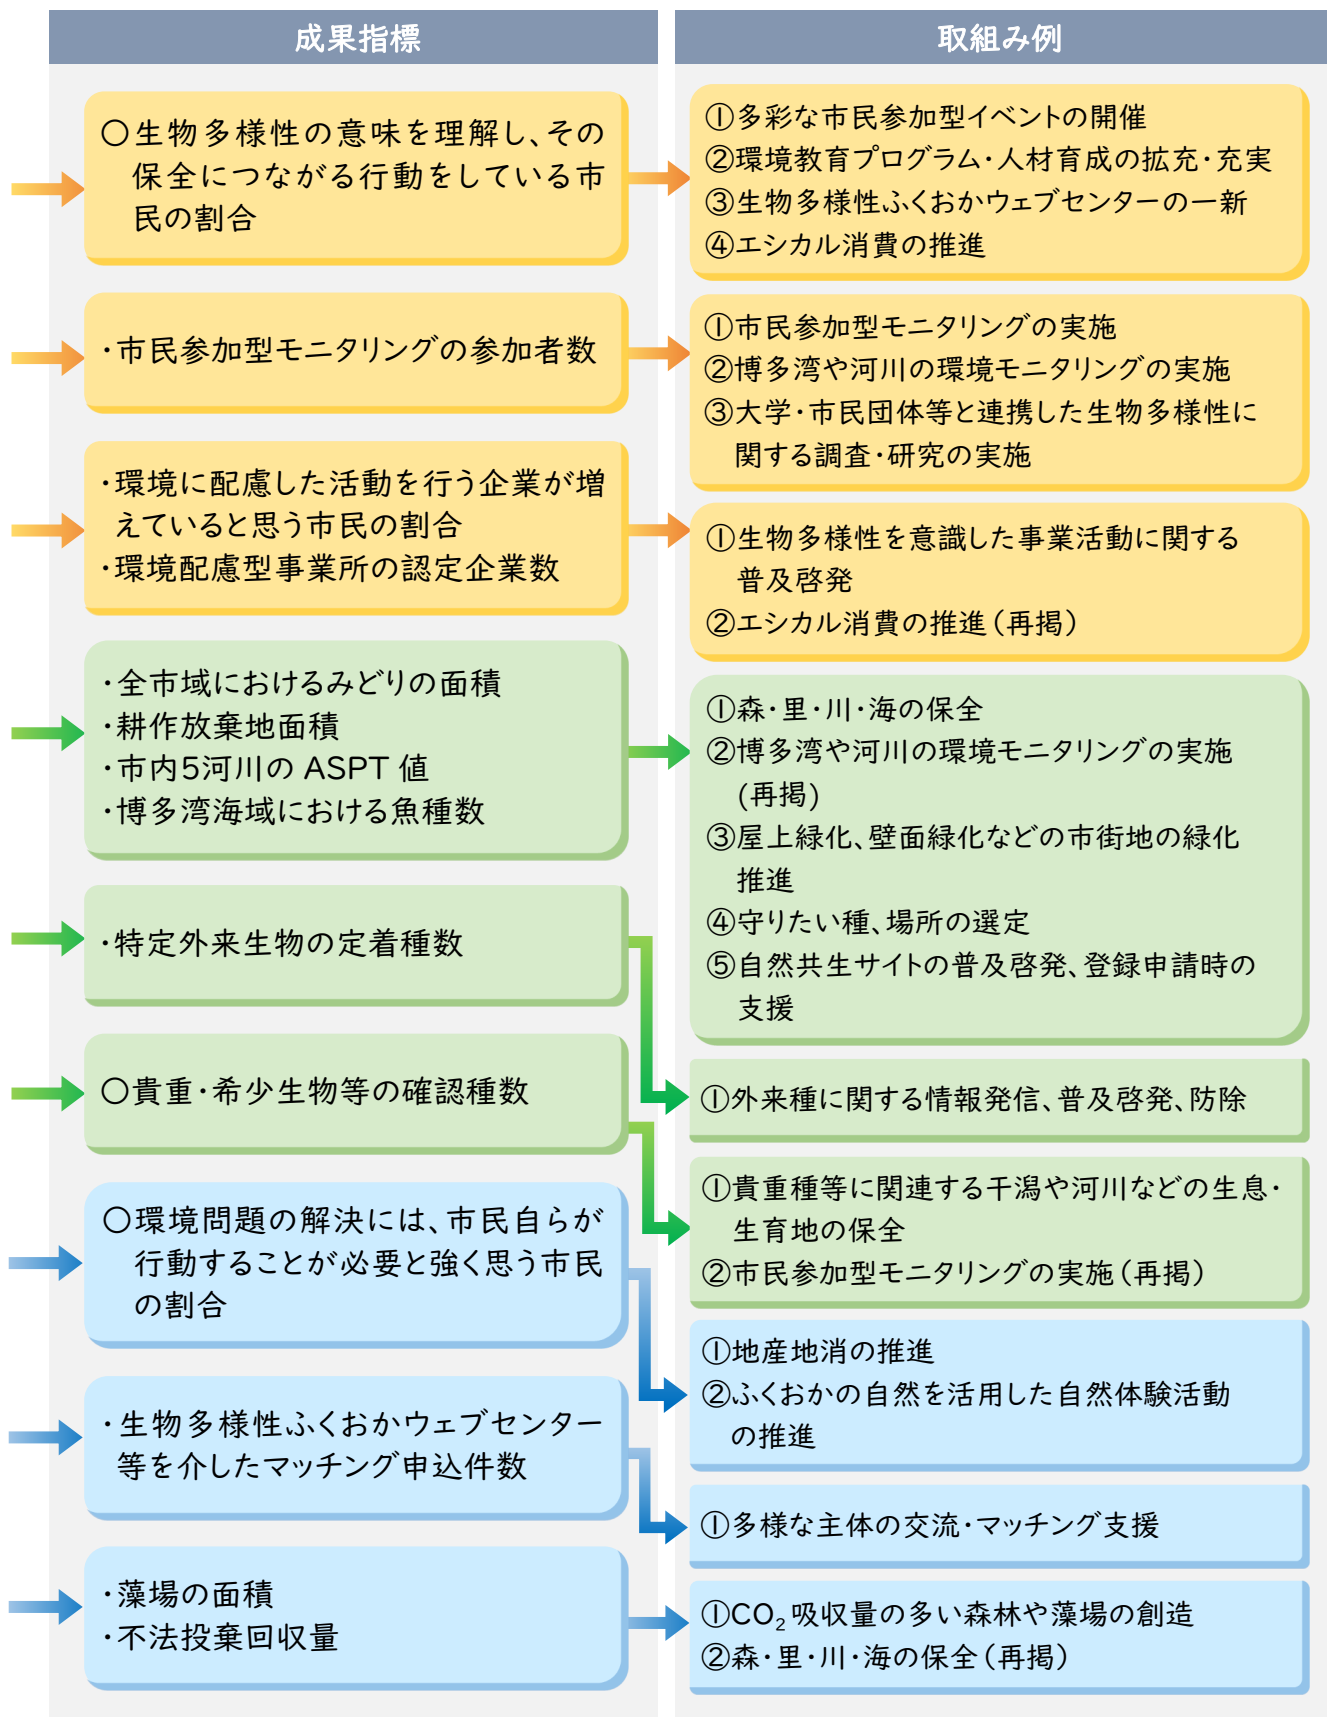 成果指標
〇生物多様性の意味を理解し、その
保全につながる行動をしている市
民の割合
・市民参加型モニタリングの参加者数
・環境に配慮した活動を行う企業が増
えていると思う市民の割合
・環境配慮型事業所の認定企業数
・全市域におけるみどりの面積
・耕作放棄地面積
・市内5河川の ASPT 値
・博多湾海域における魚種数
・特定外来生物の定着種数
〇貴重・希少生物等の確認種数
〇環境問題の解決には、市民自らが
行動することが必要と強く思う市民
の割合
・生物多様性ふくおかウェブセンター
等を介したマッチング申込件数
・藻場の面積
・不法投棄回収量
取組み例
①多彩な市民参加型イベントの開催
②環境教育プログラム・人材育成の拡充・充実
③生物多様性ふくおかウェブセンターの一新
④エシカル消費の推進
①市民参加型モニタリングの実施
②博多湾や河川の環境モニタリングの実施
③大学・市民団体等と連携した生物多様性に
関する調査・研究の実施
①生物多様性を意識した事業活動に関する
普及啓発
②エシカル消費の推進(再掲)
①森・里・川・海の保全
②博多湾や河川の環境モニタリングの実施
(再掲)
③屋上緑化、壁面緑化などの市街地の緑化
推進
④守りたい種、場所の選定
⑤自然共生サイトの普及啓発、登録申請時の
支援
①外来種に関する情報発信、普及啓発、防除
①貴重種等に関連する干潟や河川などの生息・
生育地の保全
②市民参加型モニタリングの実施(再掲)
①地産地消の推進
②ふくおかの自然を活用した自然体験活動
の推進
①多様な主体の交流・マッチング支援
①CO₂吸収量の多い森林や藻場の創造
②森・里・川・海の保全(再掲)